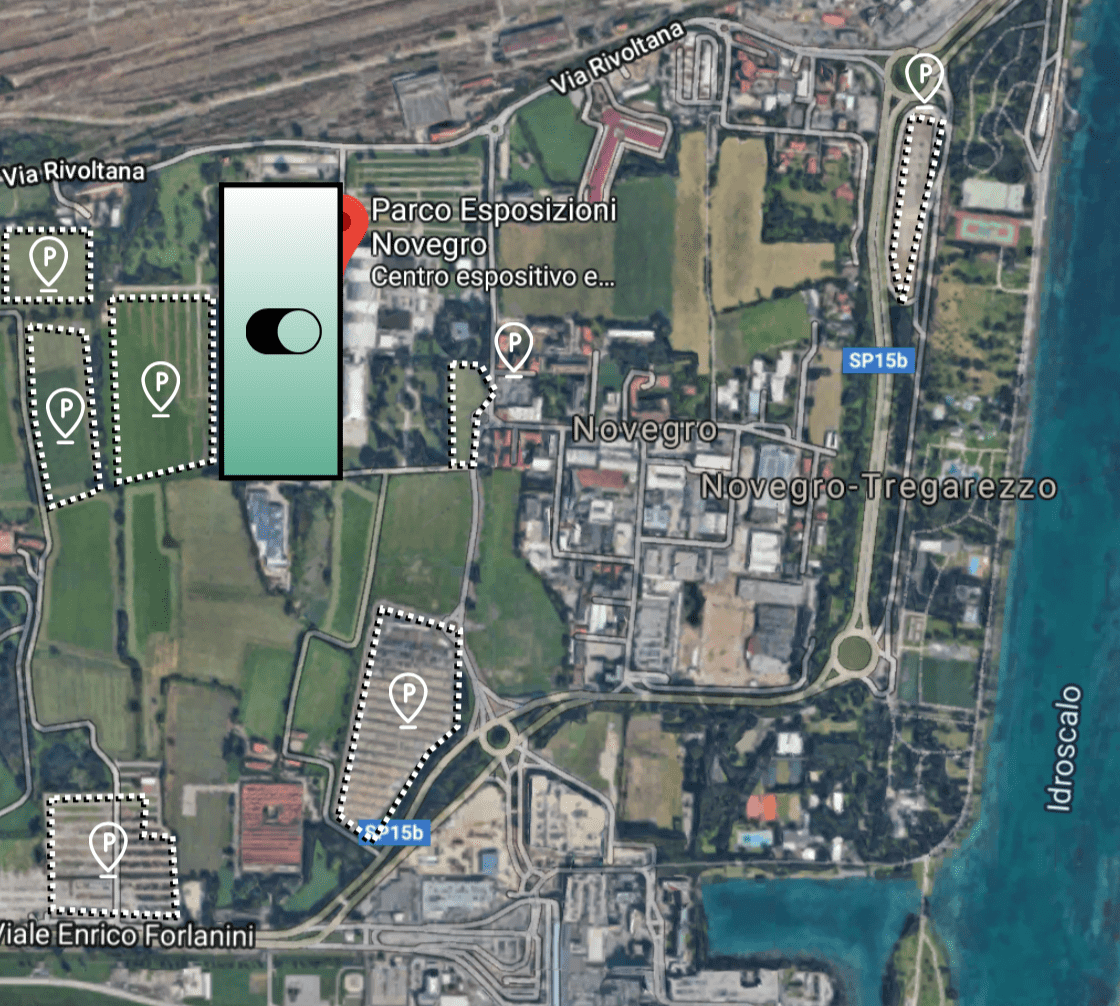 Via Rivoltana
P
Via Rivoltana
Parco Esposizioni
Novegro
Centro espositivo e...
P
P
P
P
SP15b
Novegro
Novegro-Tregarezzo
P
Idroscalo
SP15b
P
Viale Enrico Forlanini